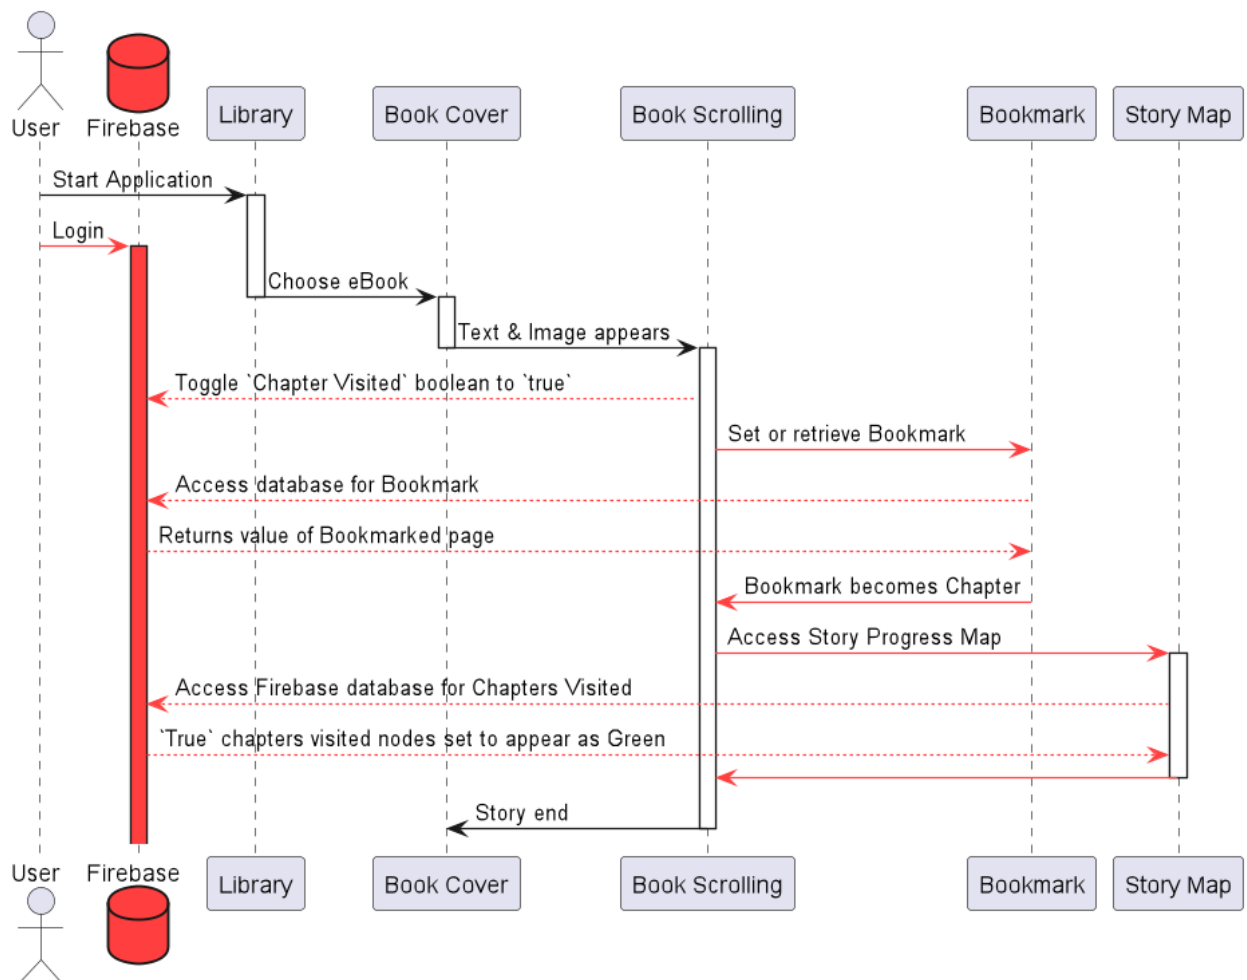 User
Firebase
Library
Book Cover
Book Scrolling
Bookmark
Story Map
Start Application
Login
Choose eBook
Text & Image appears
Toggle `Chapter Visited` boolean to `true`
Set or retrieve Bookmark
Access database for Bookmark
Returns value of Bookmarked page
Bookmark becomes Chapter
Access Story Progress Map
Access Firebase database for Chapters Visited
`True` chapters visited nodes set to appear as Green
Story end
User
Firebase
Library
Book Cover
Book Scrolling
Bookmark
Story Map